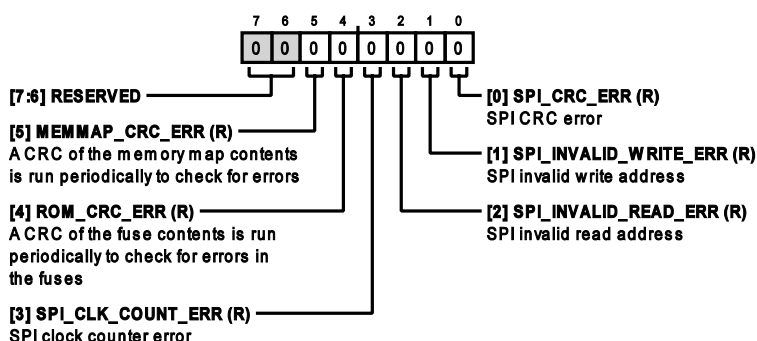 7 6 5 4 3 2 1 0
0 0 0 0 0 0 0 0
[7:6] RESERVED
[5] MEMMAP_CRC_ERR (R)
A CRC of the memory map contents
is run periodically to check for errors
[4] ROM_CRC_ERR (R)
A CRC of the fuse contents is run
periodically to check for errors in
the fuses
[3] SPI_CLK_COUNT_ERR (R)
SPI clock counter error
[0] SPI_CRC_ERR (R)
SPI CRC error
[1] SPI_INVALID_WRITE_ERR (R)
SPI invalid write address
[2] SPI_INVALID_READ_ERR (R)
SPI invalid read address